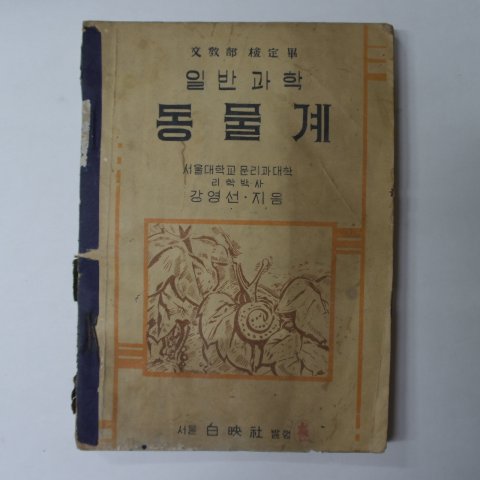 文敎部 檢定畢
일반과학
동물계
서울대학교 문리과대학
리학박사
강영선·지음
서울 白映社 발행